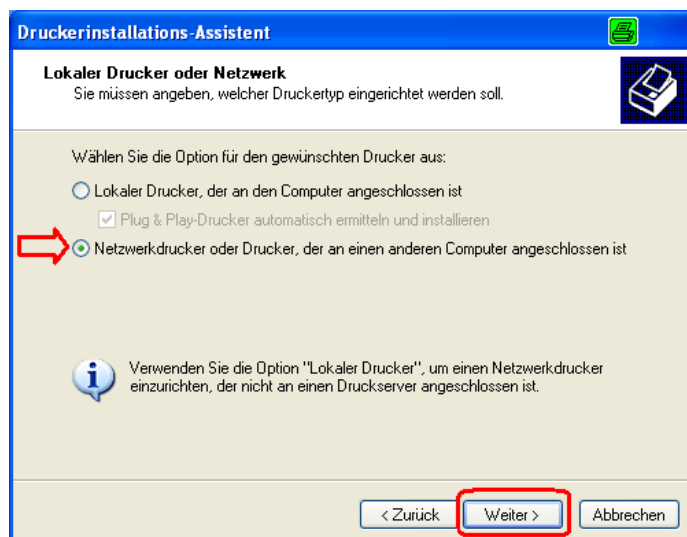 Druckerinstallations-Assistent
Lokaler Drucker oder Netzwerk
Sie müssen angeben, welcher Druckertyp eingerichtet werden soll.
Wählen Sie die Option für den gewünschten Drucker aus:
Lokaler Drucker, der an den Computer angeschlossen ist
Plug & Play-Drucker automatisch ermitteln und installieren
Netzwerkdrucker oder Drucker, der an einen anderen Computer angeschlossen ist
Verwenden Sie die Option "Lokaler Drucker", um einen Netzwerkdrucker
einzurichten, der nicht an einen Druckserver angeschlossen ist.
< Zurück Weiter > Abbrechen